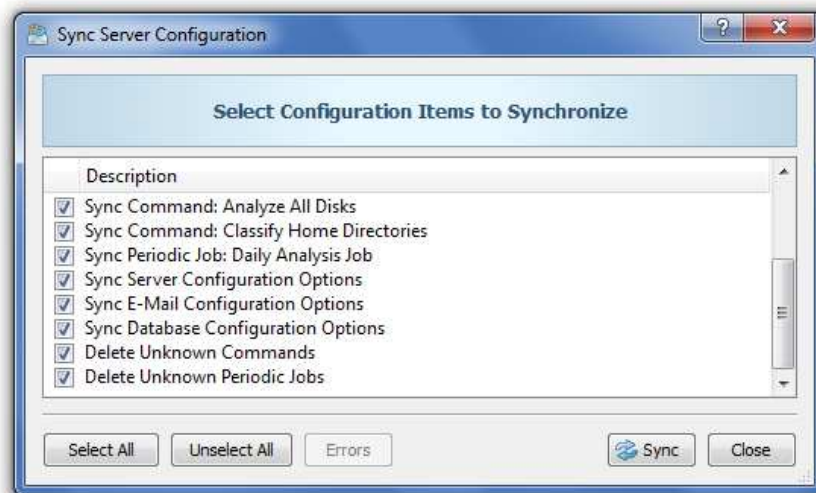 Sync Server Configuration
Select Configuration Items to Synchronize
Description
Sync Command: Analyze All Disks
Sync Command: Classify Home Directories
Sync Periodic Job: Daily Analysis Job
Sync Server Configuration Options
Sync E-Mail Configuration Options
Sync Database Configuration Options
Delete Unknown Commands
Delete Unknown Periodic Jobs
Select All Unselect All Errors Sync Close